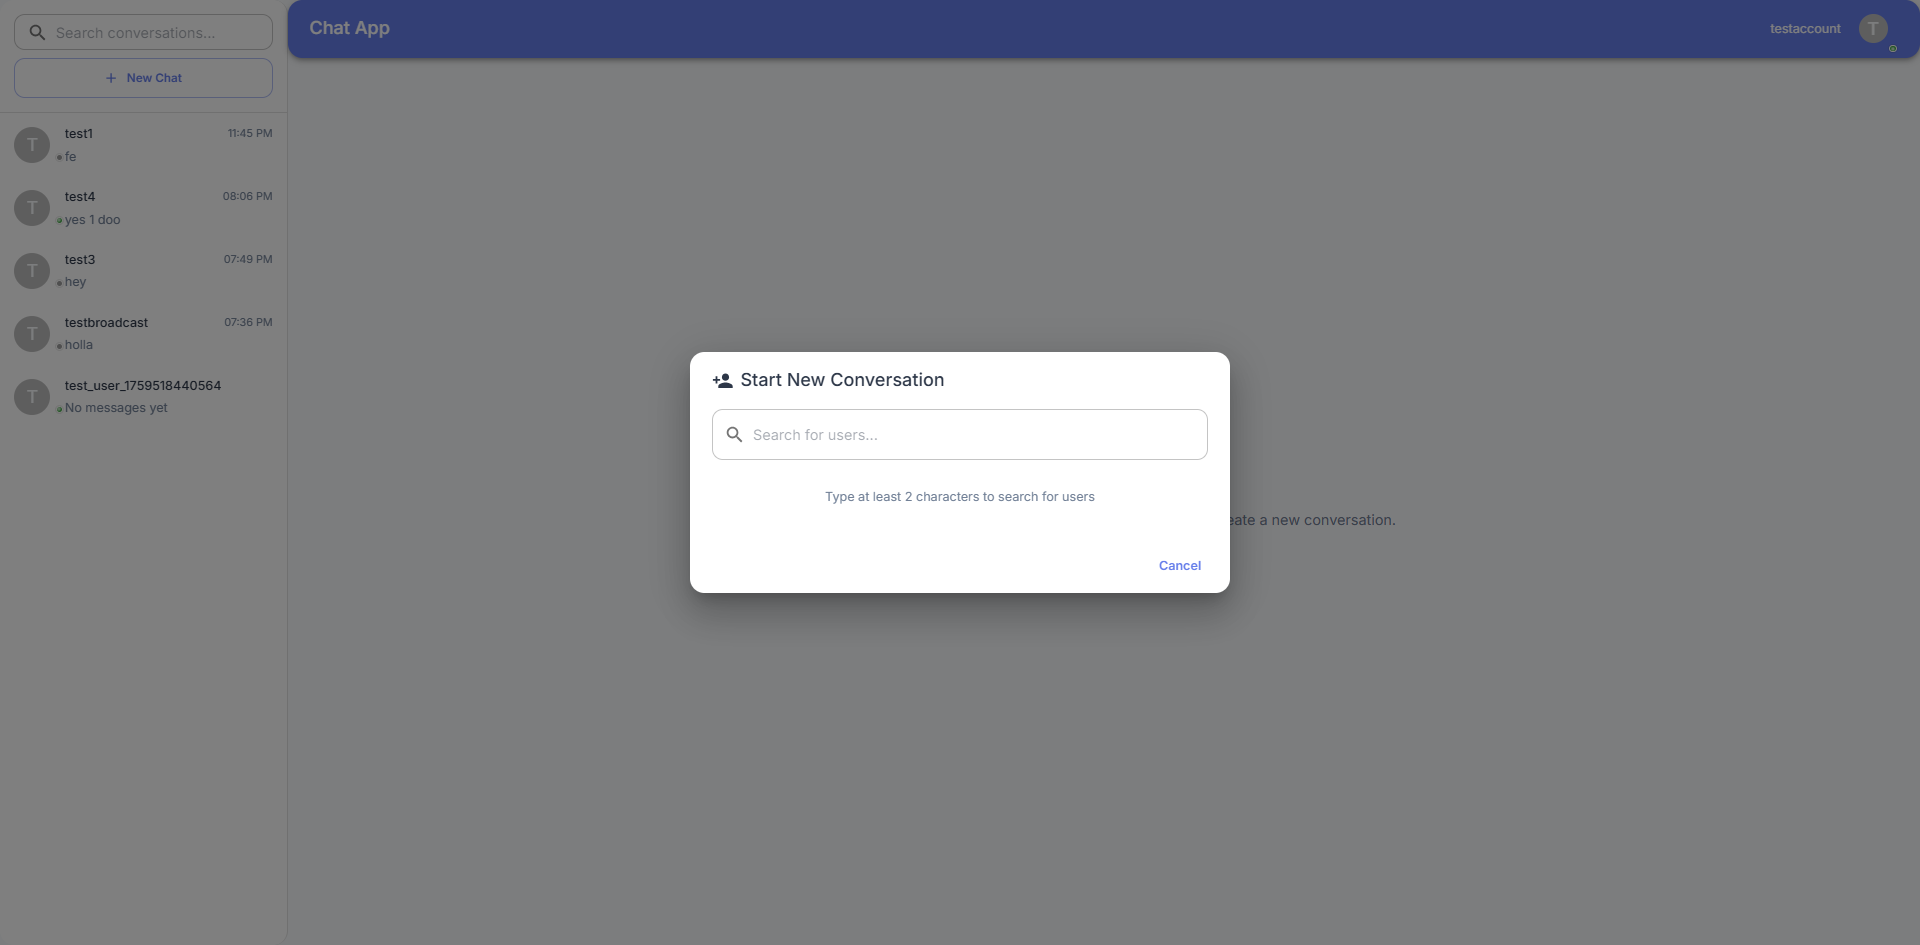 Search conversations...
+ New Chat
T
test1
11:45 PM
fe
T
test4
08:06 PM
yes 1 doo
T
test3
07:49 PM
hey
T
testbroadcast
07:36 PM
holla
T
test_user_1759518440564
No messages yet
Chat App
testaccount
T
Start New Conversation
Search for users...
Type at least 2 characters to search for users
Cancel
a new conversation.